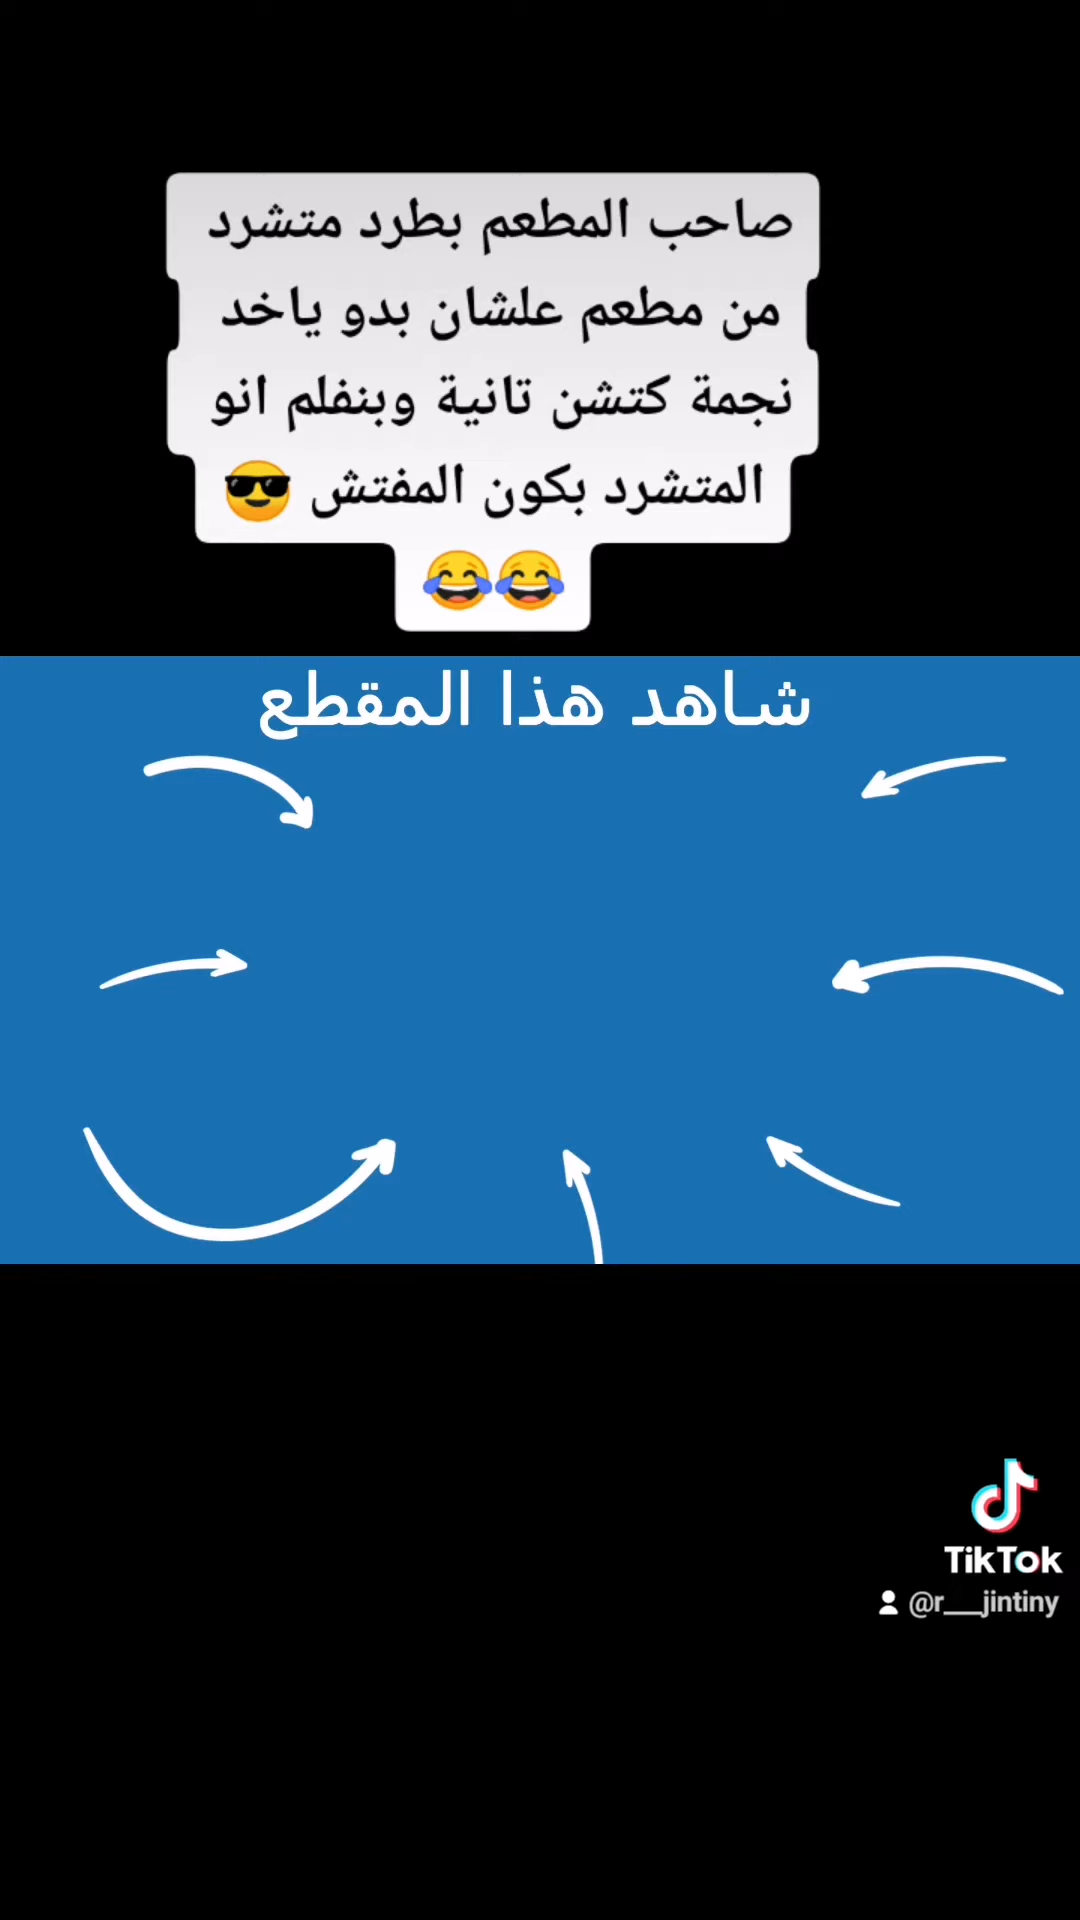 صاحب المطعم بطرد متشرد
من مطعم علشان بدو ياخد
نجمة كتشن تانية وبنفلم انو
المتشرد بكون المفتش 😎
😂😂
شاهد هذا المقطع
TikTok
@r___jintiny